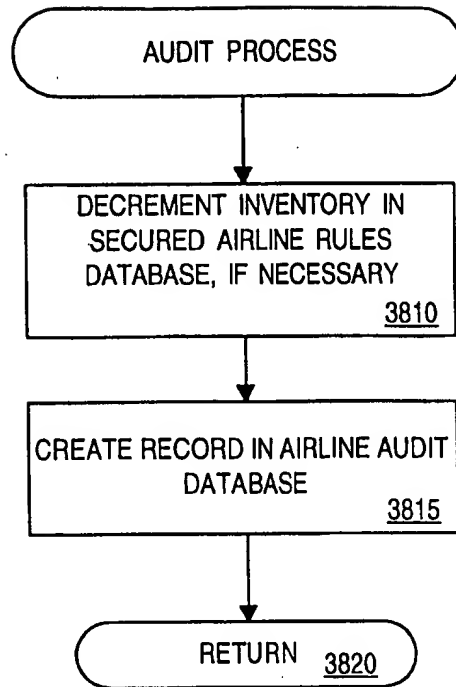 AUDIT PROCESS
DECREMENT INVENTORY IN
SECURED AIRLINE RULES
DATABASE, IF NECESSARY
3810
CREATE RECORD IN AIRLINE AUDIT
DATABASE
3815
RETURN 3820